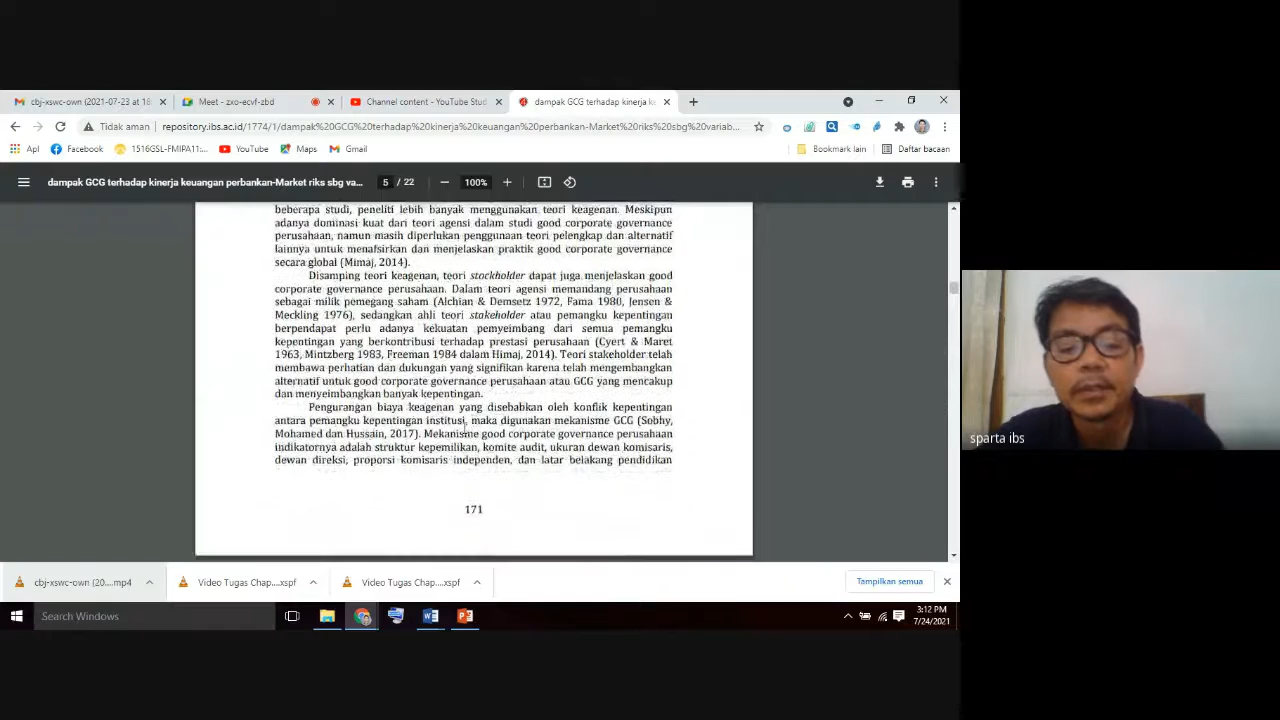 cbj-xswc-own (2021-07-23 at 16:
Meet - zxo-ecvf-zbd
Channel content - YouTube Stud
dampak GCG terhadap kinerja ke
Tidak aman
repository.ibs.ac.id/1774/1/dampak%20GCG%20terhadap%20kinerja%20keuangan%20perbankan-Market%20riks%20sbg%20variab...
Apl
Facebook
1516GSL-FMIPA11:...
YouTube
Maps
Gmail
Bookmark lain
Daftar bacaan
dampak GCG terhadap kinerja keuangan perbankan-Market riks sbg va...
5 / 22
100%
beberapa studi, peneliti lebih banyak menggunakan teori keagenan. Meskipun
adanya dominasi kuat dari teori agensi dalam studi good corporate governance
perusahaan, namun masih diperlukan penggunaan teori pelengkap dan alternatif
lainnya untuk menafsirkan dan menjelaskan praktik good corporate governance
secara global (Mimaj, 2014).
Disamping teori keagenan, teori stockholder dapat juga menjelaskan good
corporate governance perusahaan. Dalam teori agensi memandang perusahaan
sebagai milik pemegang saham (Alchian & Demsetz 1972, Fama 1980, Jensen &
Meckling 1976), sedangkan ahli teori stakeholder atau pemangku kepentingan
berpendapat perlu adanya kekuatan penyeimbang dari semua pemangku
kepentingan yang berkontribusi terhadap prestasi perusahaan (Cyert & Maret
1963, Mintzberg 1983, Freeman 1984 dalam Himaj, 2014). Teori stakeholder telah
membawa perhatian dan dukungan yang signifikan karena telah mengembangkan
alternatif untuk good corporate governance perusahaan atau GCG yang mencakup
dan menyeimbangkan banyak kepentingan.
Pengurangan biaya keagenan yang disebabkan oleh konflik kepentingan
antara pemangku kepentingan institusi, maka digunakan mekanisme GCG (Sobhy,
Mohamed dan Hussain, 2017). Mekanisme good corporate governance perusahaan
indikatornya adalah struktur kepemilikan, komite audit, ukuran dewan komisaris,
dewan direksi, proporsi komisaris independen, dan latar belakang pendidikan
171
sparta ibs
cbj-xswc-own (20....mp4
Video Tugas Chap....xspf
Video Tugas Chap....xspf
Tampilkan semua
Search Windows
3:12 PM
7/24/2021